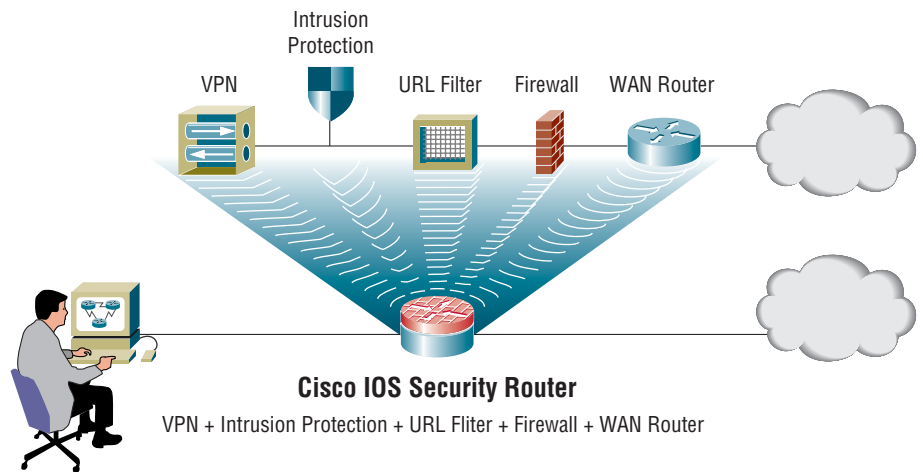 Intrusion
Protection
VPN
URL Filter
Firewall
WAN Router
Cisco IOS Security Router
VPN + Intrusion Protection + URL Fliter + Firewall + WAN Router